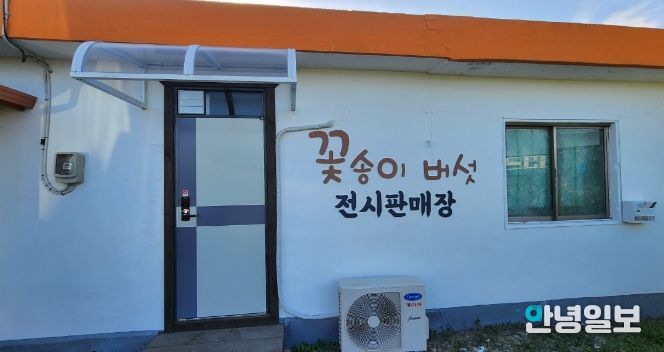 꽃송이 버섯
전시판매장
안녕일보